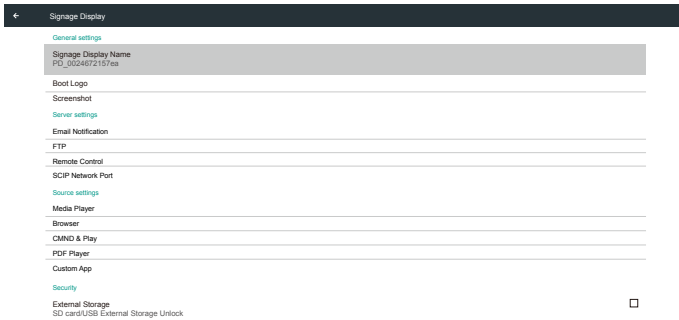 Signage Display
General settings
Signage Display Name
PD_0024672157ea
Boot Logo
Screenshot
Server settings
Email Notification
FTP
Remote Control
SCIP Network Port
Source settings
Media Player
Browser
CMND & Play
PDF Player
Custom App
Security
External Storage
SD card/USB External Storage Unlock